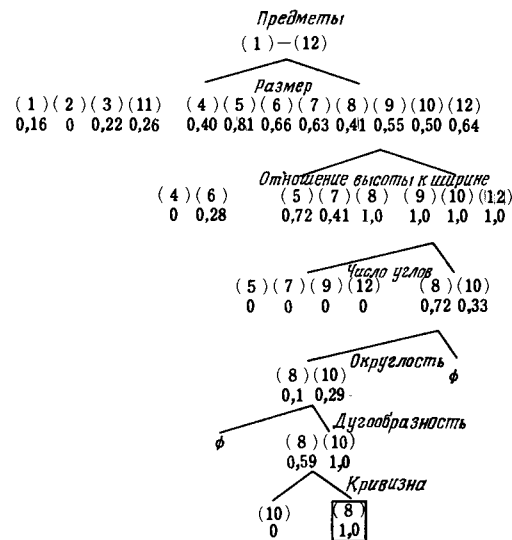 Предметы
(1)—(12)
Размер
(1) (2) (3) (11) (4) (5) (6) (7) (8) (9) (10) (12)
0,16 0 0,22 0,26 0,40 0,81 0,66 0,63 0,41 0,55 0,50 0,64
Отношение высоты к ширине
(4) (6) (5) (7) (8) (9) (10) (12)
0 0,28 0,72 0,41 1,0 1,0 1,0 1,0
Число углов
(5) (7) (9) (12) (8) (10)
0 0 0 0 0,72 0,33
Округлость
(8) (10) ϕ
0,1 0,29
Дугообразность
ϕ (8) (10)
0,59 1,0
Кривизна
(10) (8)
0 1,0